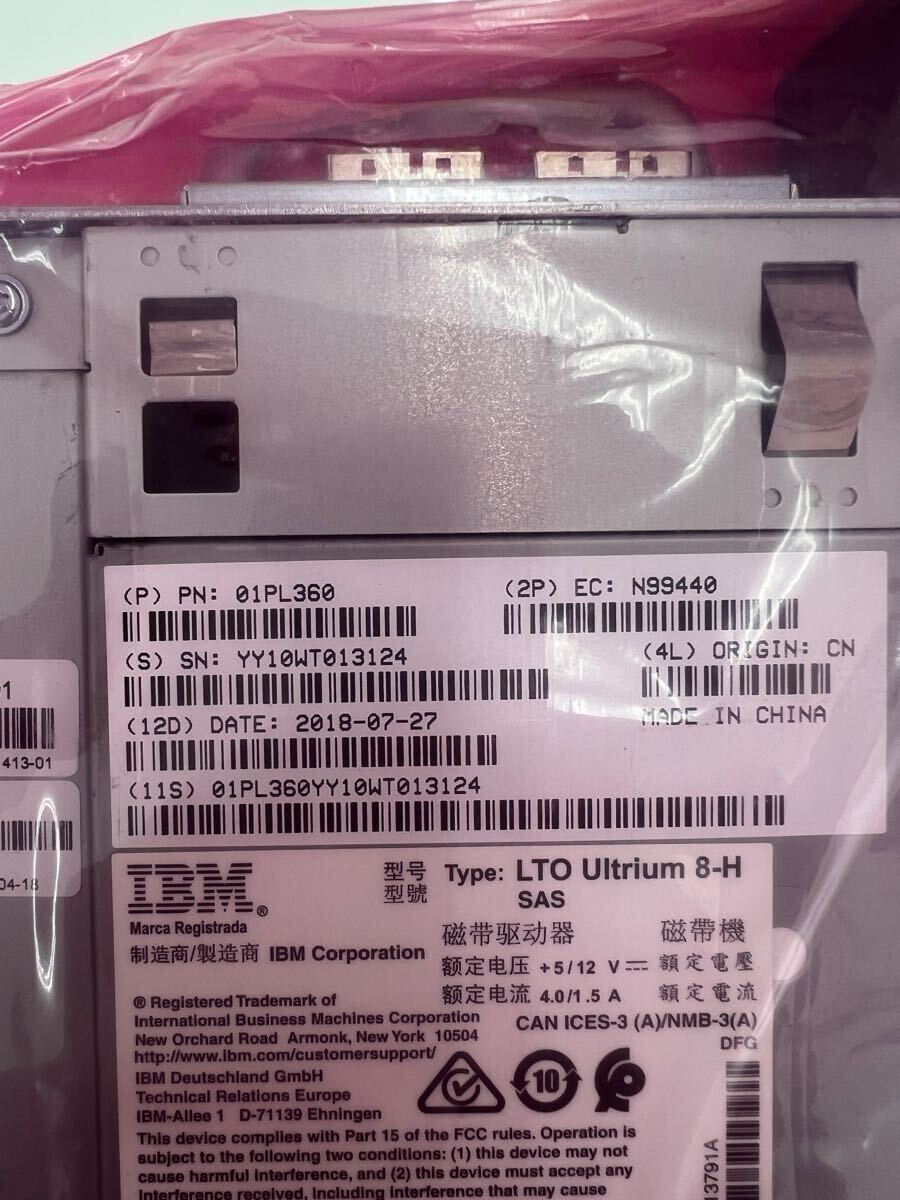 (P) PN: 01PL360
(2P) EC: N99440
(S) SN: YY10WT013124
(4L) ORIGIN: CN
(12D) DATE: 2018-07-27
MADE IN CHINA
(11S) 01PL360YY10WT013124
413-01
04-18
IBM®
Marca Registrada
型号
型號
Type: LTO Ultrium 8-H
SAS
制造商/製造商 IBM Corporation
磁带驱动器 磁帶機
额定电压 +5/12 V 額定電壓
额定电流 4.0/1.5 A 額定電流
® Registered Trademark of
International Business Machines Corporation
New Orchard Road Armonk, New York 10504
http://www.ibm.com/customersupport/
CAN ICES-3 (A)/NMB-3(A)
DFG
IBM Deutschland GmbH
Technical Relations Europe
IBM-Allee 1 D-71139 Ehningen
10
This device complies with Part 15 of the FCC rules. Operation is
subject to the following two conditions: (1) this device may not
cause harmful interference, and (2) this device must accept any
interference received, including interference that may cause
13791A